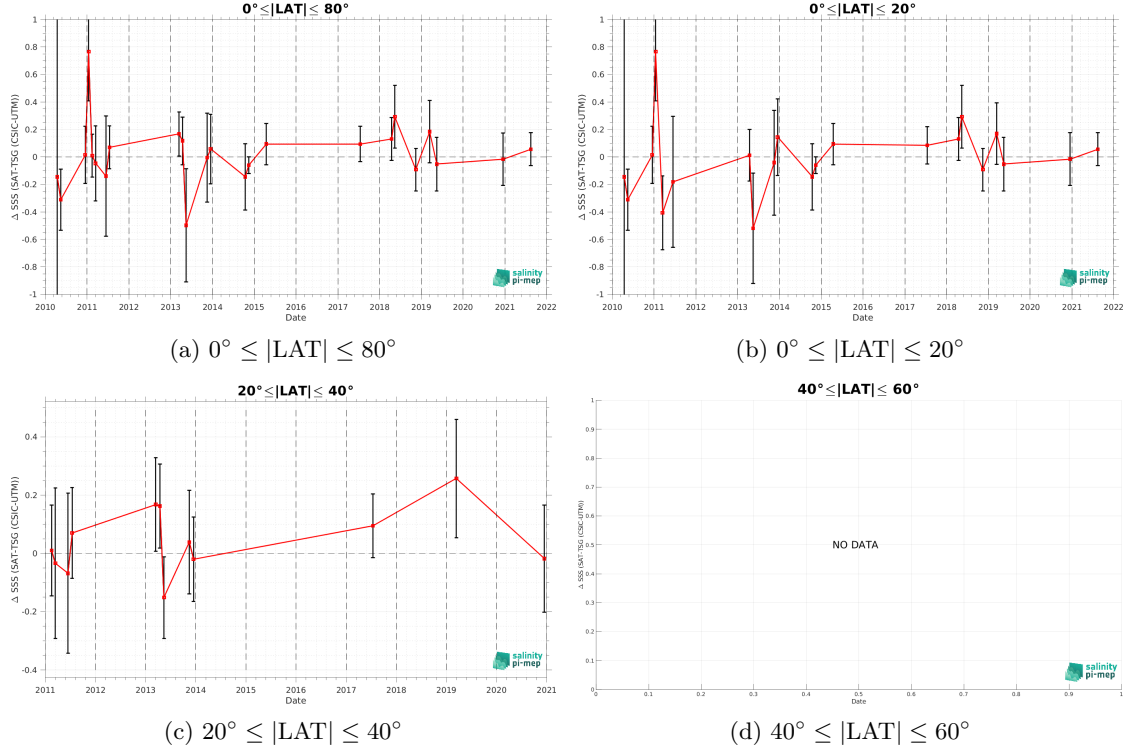 0°≤|LAT|≤ 80°
Δ SSS (SAT-TSG (CSIC-UTM))
1
0.8
0.6
0.4
0.2
0
-0.2
-0.4
-0.6
-0.8
-1
2010 2011 2012 2013 2014 2015 2016 2017 2018 2019 2020 2021 2022
Date
salinity
pi-mep
(a) 0° ≤ |LAT| ≤ 80°
0°≤|LAT|≤ 20°
Δ SSS (SAT-TSG (CSIC-UTM))
1
0.8
0.6
0.4
0.2
0
-0.2
-0.4
-0.6
-0.8
-1
2010 2011 2012 2013 2014 2015 2016 2017 2018 2019 2020 2021 2022
Date
salinity
pi-mep
(b) 0° ≤ |LAT| ≤ 20°
20°≤|LAT|≤ 40°
Δ SSS (SAT-TSG (CSIC-UTM))
0.4
0.2
0
-0.2
-0.4
2011 2012 2013 2014 2015 2016 2017 2018 2019 2020 2021
Date
salinity
pi-mep
(c) 20° ≤ |LAT| ≤ 40°
40°≤|LAT|≤ 60°
Δ SSS (SAT-TSG (CSIC-UTM))
1
0.9
0.8
0.7
0.6
0.5
0.4
0.3
0.2
0.1
0
NO DATA
0 0.1 0.2 0.3 0.4 0.5 0.6 0.7 0.8 0.9 1
Date
salinity
pi-mep
(d) 40° ≤ |LAT| ≤ 60°